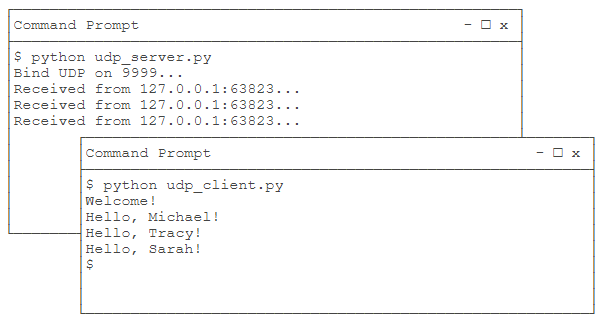 Command Prompt - □ x
$ python udp_server.py
Bind UDP on 9999...
Received from 127.0.0.1:63823...
Received from 127.0.0.1:63823...
Received from 127.0.0.1:63823...
Command Prompt - □ x
$ python udp_client.py
Welcome!
Hello, Michael!
Hello, Tracy!
Hello, Sarah!
$